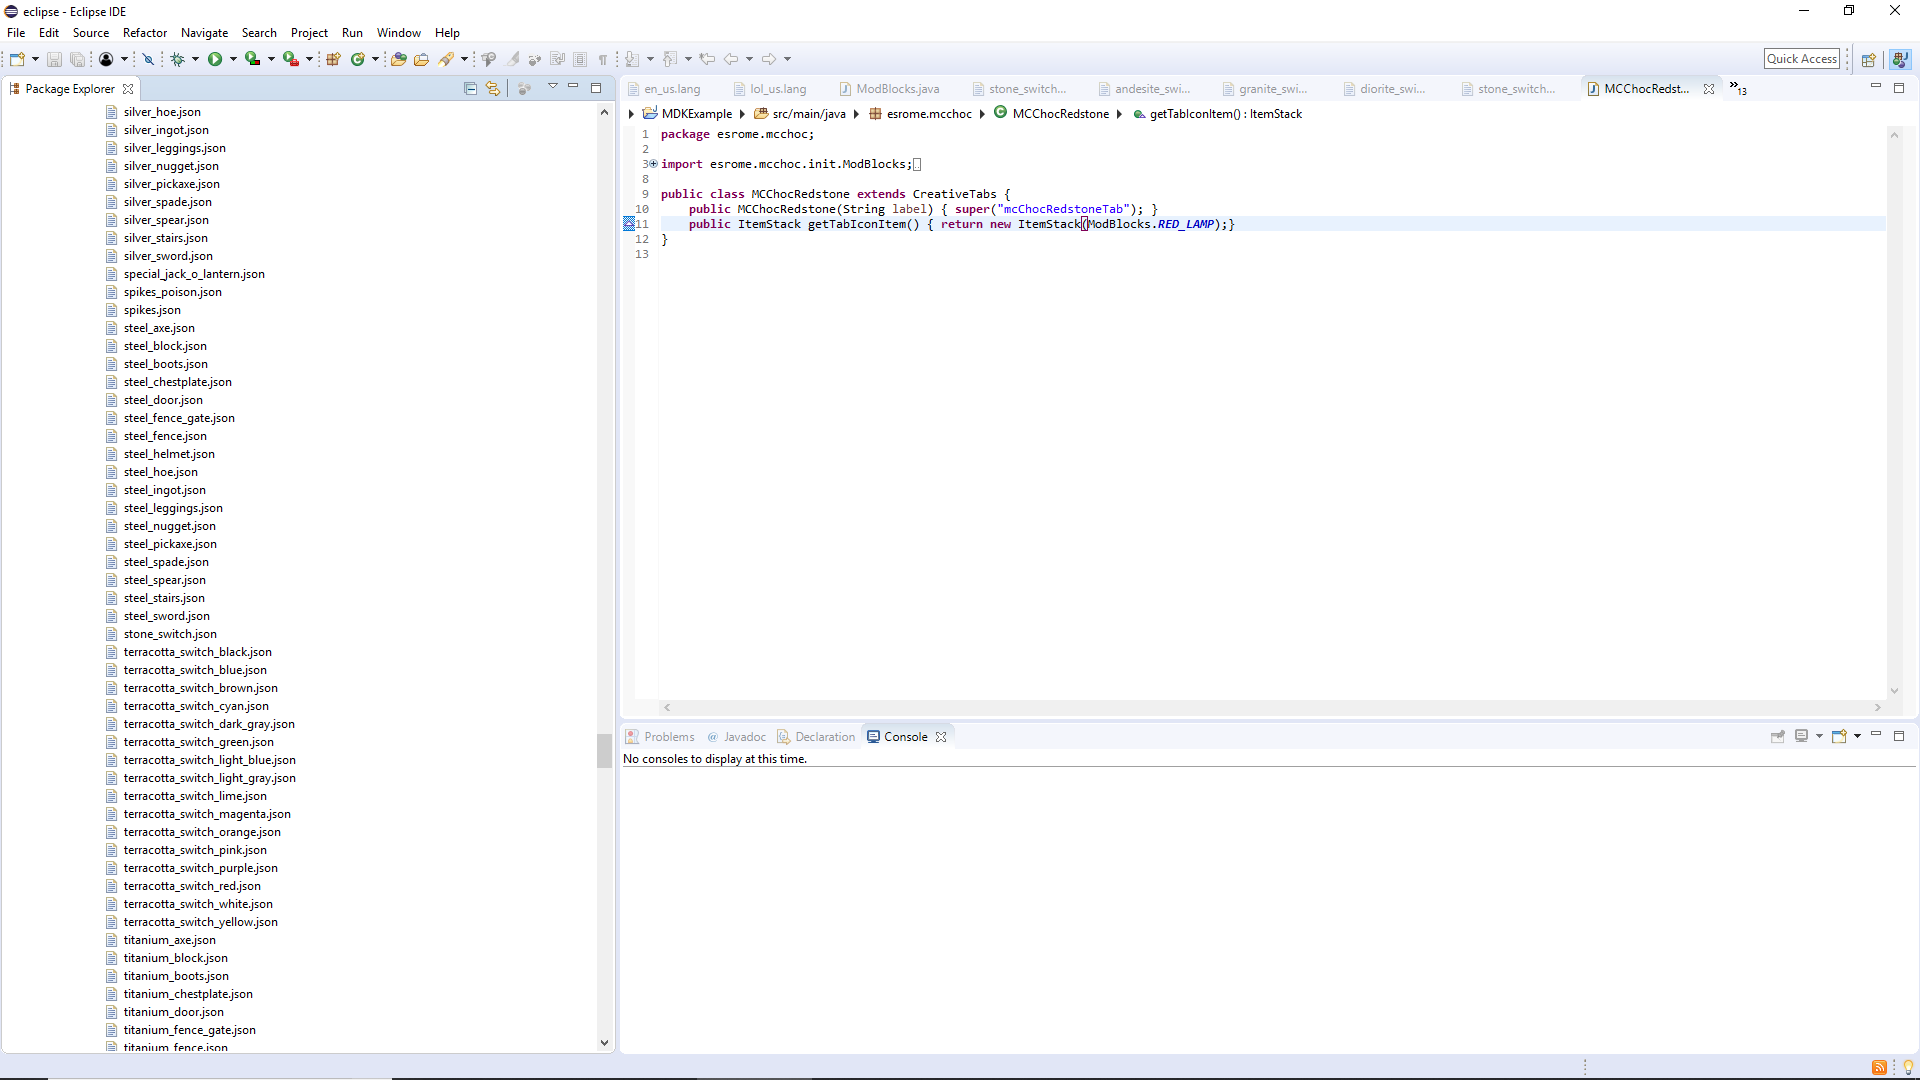 eclipse - Eclipse IDE
File Edit Source Refactor Navigate Search Project Run Window Help
Quick Access
Package Explorer
silver_hoe.json
silver_ingot.json
silver_leggings.json
silver_nugget.json
silver_pickaxe.json
silver_spade.json
silver_spear.json
silver_stairs.json
silver_sword.json
special_jack_o_lantern.json
spikes_poison.json
spikes.json
steel_axe.json
steel_block.json
steel_boots.json
steel_chestplate.json
steel_door.json
steel_fence_gate.json
steel_fence.json
steel_helmet.json
steel_hoe.json
steel_ingot.json
steel_leggings.json
steel_nugget.json
steel_pickaxe.json
steel_spade.json
steel_spear.json
steel_stairs.json
steel_sword.json
stone_switch.json
terracotta_switch_black.json
terracotta_switch_blue.json
terracotta_switch_brown.json
terracotta_switch_cyan.json
terracotta_switch_dark_gray.json
terracotta_switch_green.json
terracotta_switch_light_blue.json
terracotta_switch_light_gray.json
terracotta_switch_lime.json
terracotta_switch_magenta.json
terracotta_switch_orange.json
terracotta_switch_pink.json
terracotta_switch_purple.json
terracotta_switch_red.json
terracotta_switch_white.json
terracotta_switch_yellow.json
titanium_axe.json
titanium_block.json
titanium_boots.json
titanium_chestplate.json
titanium_door.json
titanium_fence_gate.json
titanium_fence.json
en_us.lang lol_us.lang ModBlocks.java stone_switch... andesite_swi... granite_swi... diorite_swi... stone_switch... MCChocRedst... »13
MDKExample src/main/java esrome.mcchoc MCChocRedstone getTabIconItem() : ItemStack
1 package esrome.mcchoc;
2
3 import esrome.mcchoc.init.ModBlocks;
8
9 public class MCChocRedstone extends CreativeTabs {
10 public MCChocRedstone(String label) { super("mcChocRedstoneTab"); }
11 public ItemStack getTabIconItem() { return new ItemStack(ModBlocks.RED_LAMP);}
12 }
13
Problems @ Javadoc Declaration Console
No consoles to display at this time.